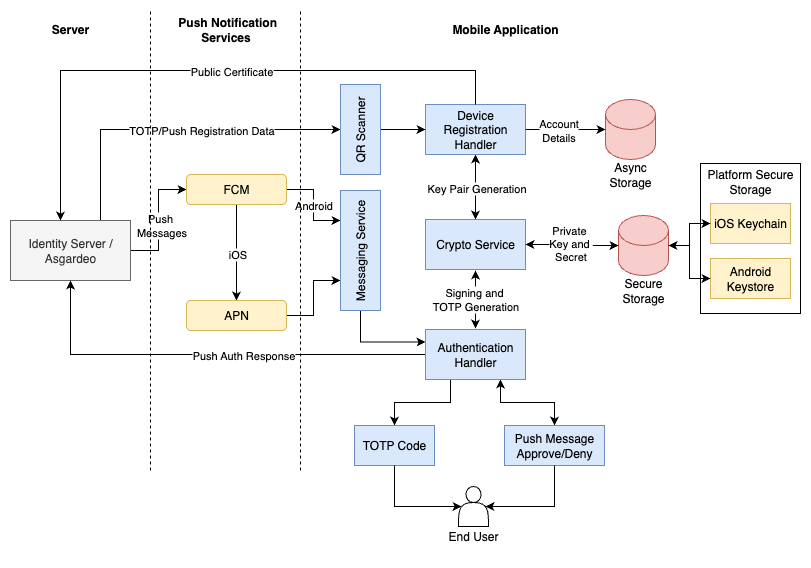 Server
Push Notification
Services
Mobile Application
Public Certificate
TOTP/Push Registration Data
QR Scanner
Device
Registration
Handler
Account
Details
Async
Storage
Platform Secure
Storage
iOS Keychain
Android
Keystore
FCM
Android
Key Pair Generation
Push
Messages
Identity Server /
Asgardeo
iOS
Messaging Service
Crypto Service
Private
Key and
Secret
Secure
Storage
APN
Signing and
TOTP Generation
Push Auth Response
Authentication
Handler
TOTP Code
Push Message
Approve/Deny
End User